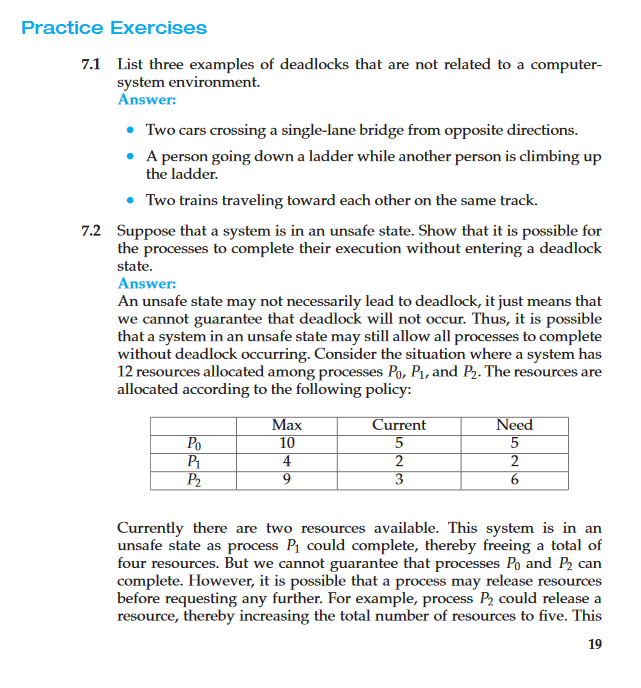 Practice Exercises
7.1 List three examples of deadlocks that are not related to a computer-
system environment.
Answer:
• Two cars crossing a single-lane bridge from opposite directions.
• A person going down a ladder while another person is climbing up
the ladder.
• Two trains traveling toward each other on the same track.
7.2 Suppose that a system is in an unsafe state. Show that it is possible for
the processes to complete their execution without entering a deadlock
state.
Answer:
An unsafe state may not necessarily lead to deadlock, it just means that
we cannot guarantee that deadlock will not occur. Thus, it is possible
that a system in an unsafe state may still allow all processes to complete
without deadlock occurring. Consider the situation where a system has
12 resources allocated among processes P₀, P₁, and P₂. The resources are
allocated according to the following policy:
Max Current Need
P₀ 10 5 5
P₁ 4 2 2
P₂ 9 3 6
Currently there are two resources available. This system is in an
unsafe state as process P₁ could complete, thereby freeing a total of
four resources. But we cannot guarantee that processes P₀ and P₂ can
complete. However, it is possible that a process may release resources
before requesting any further. For example, process P₂ could release a
resource, thereby increasing the total number of resources to five. This
19